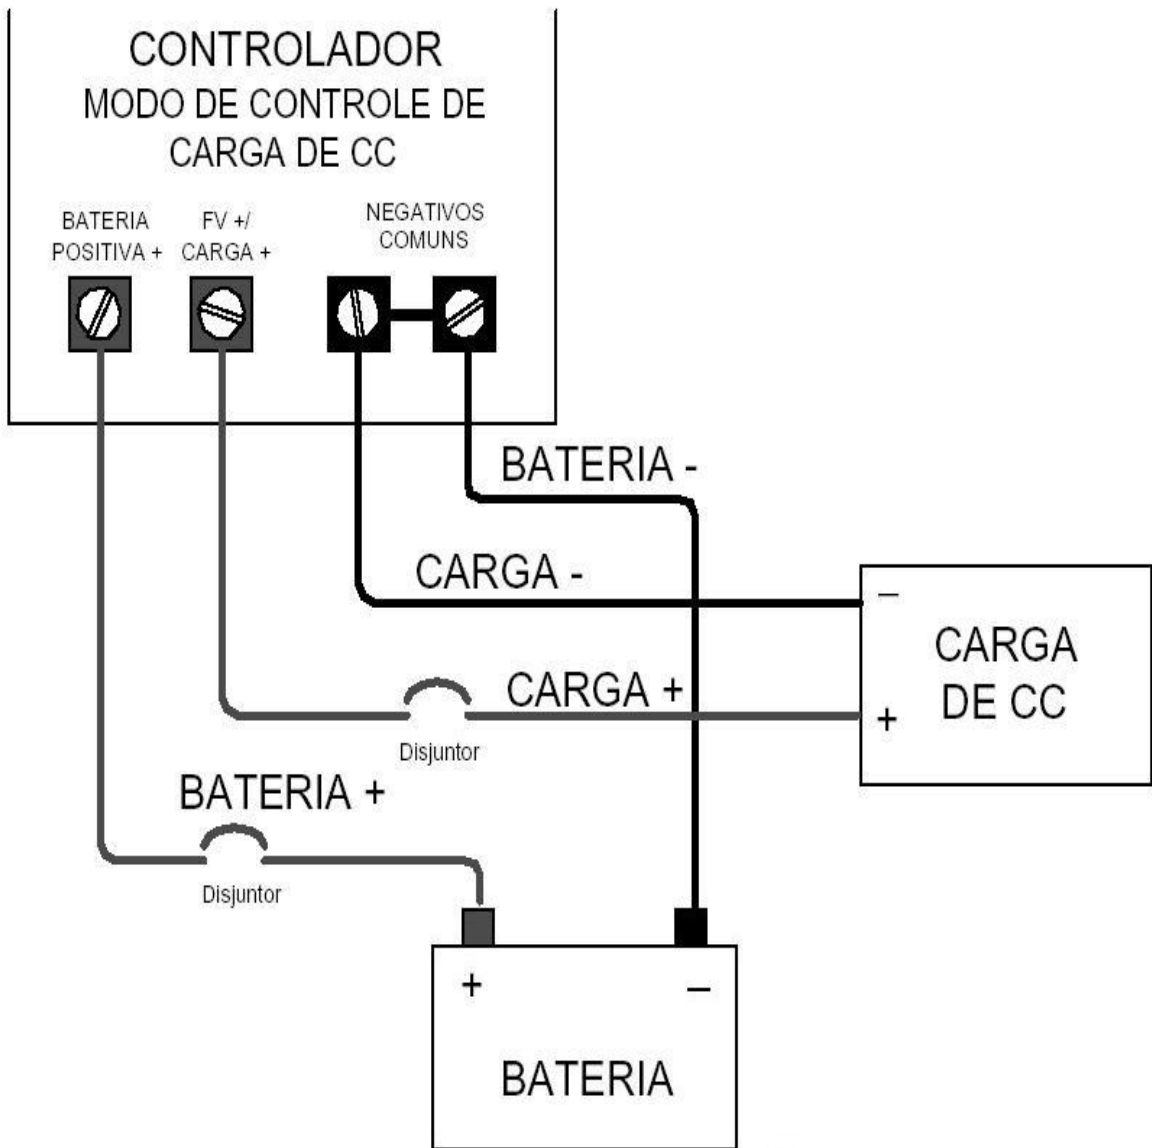 CONTROLADOR
MODO DE CONTROLE DE
CARGA DE CC
BATERIA
POSITIVA +
FV +/
CARGA +
NEGATIVOS
COMUNS
BATERIA -
CARGA -
–
CARGA
DE CC
+
CARGA +
Disjuntor
BATERIA +
Disjuntor
+ –
BATERIA